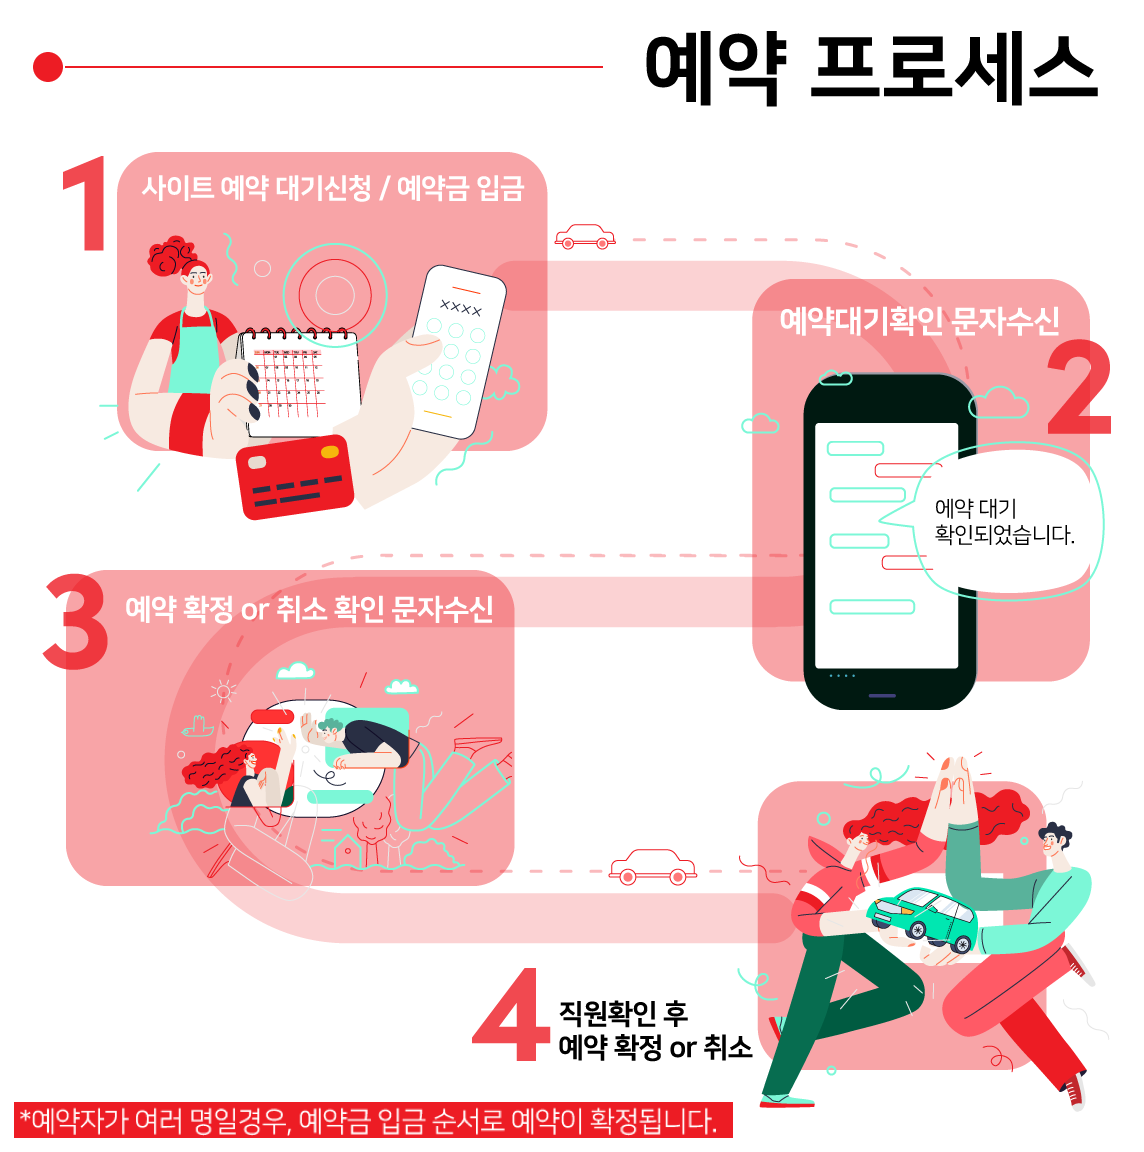 예약 프로세스
1
사이트 예약 대기신청 / 예약금 입금
××××
예약대기확인 문자수신
2
에약 대기
확인되었습니다.
3
예약 확정 or 취소 확인 문자수신
4
직원확인 후
예약 확정 or 취소
*예약자가 여러 명일경우, 예약금 입금 순서로 예약이 확정됩니다.